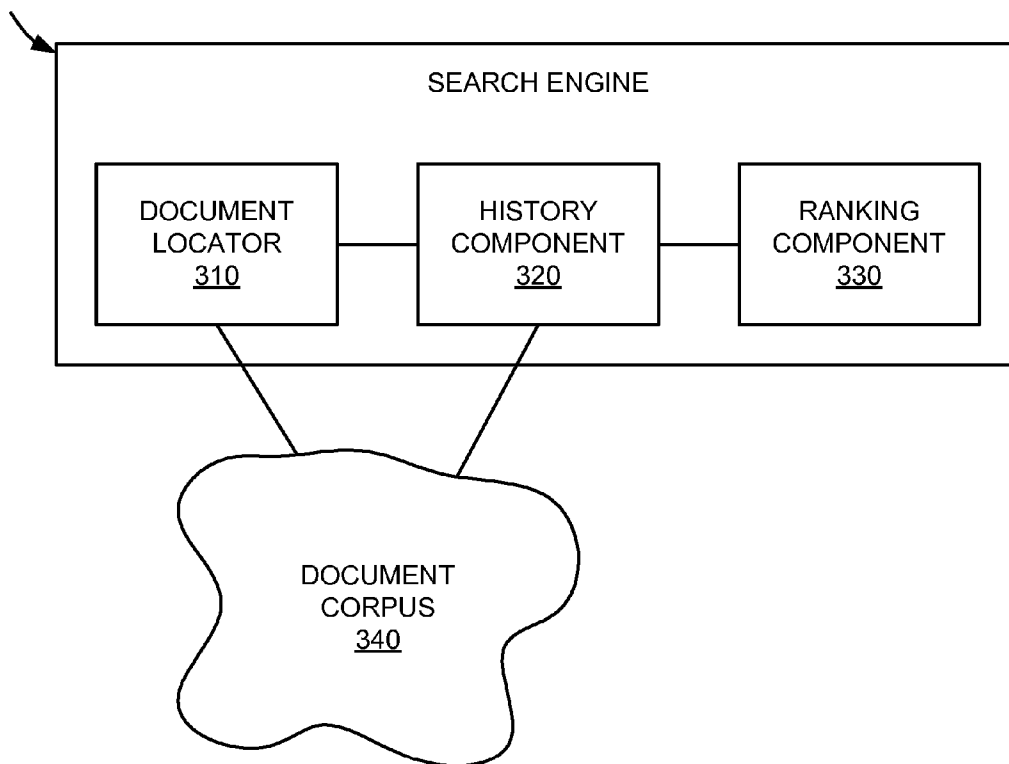 SEARCH ENGINE
DOCUMENT
LOCATOR
310
HISTORY
COMPONENT
320
RANKING
COMPONENT
330
DOCUMENT
CORPUS
340